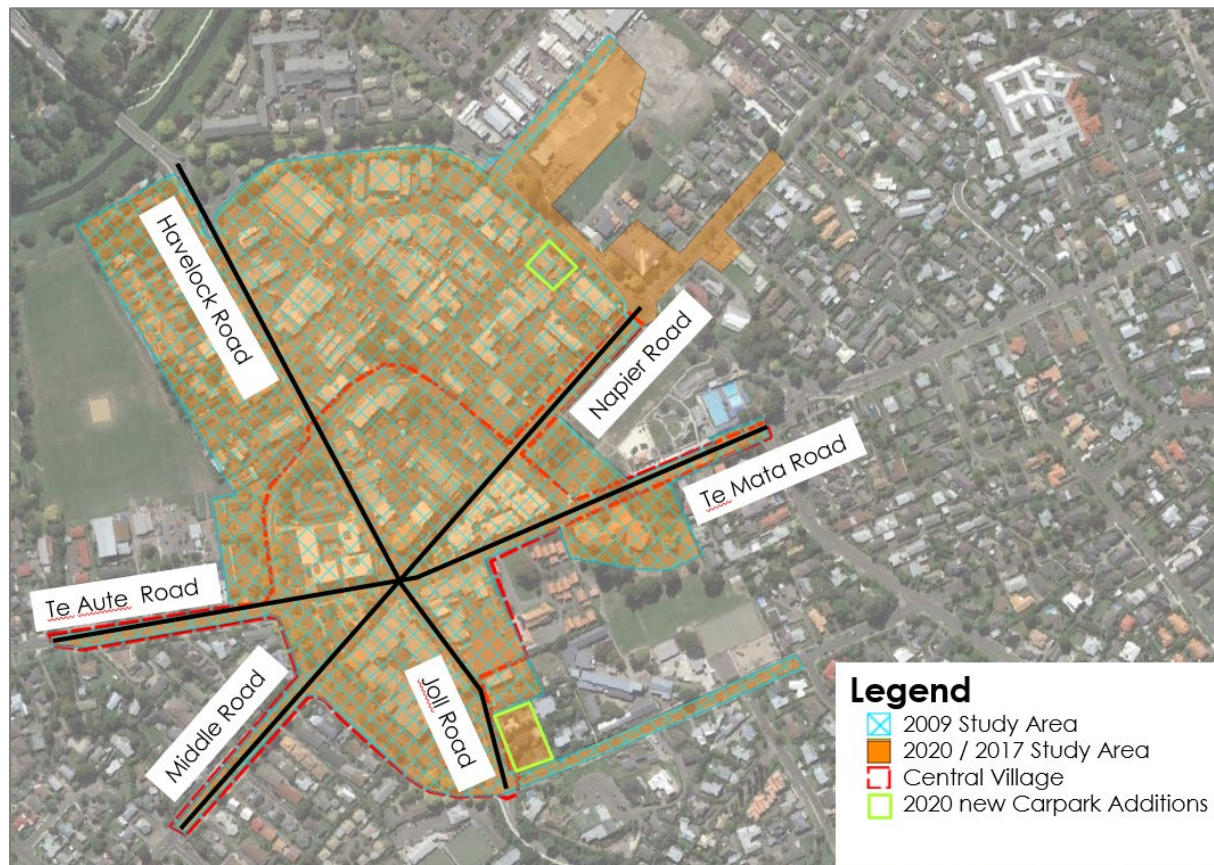 Havelock Road
Napier Road
Te Mata Road
Te Aute Road
Middle Road
Joll Road
Legend
2009 Study Area
2020 / 2017 Study Area
Central Village
2020 new Carpark Additions